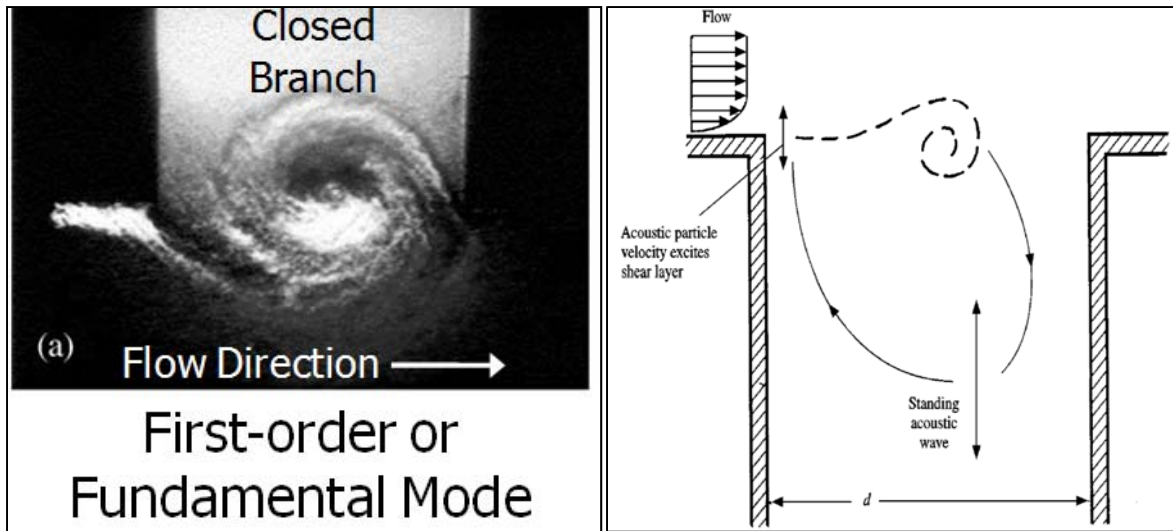 Closed
Branch
(a)
Flow Direction
First-order or
Fundamental Mode
Flow
Acoustic particle
velocity excites
shear layer
Standing
acoustic
wave
d